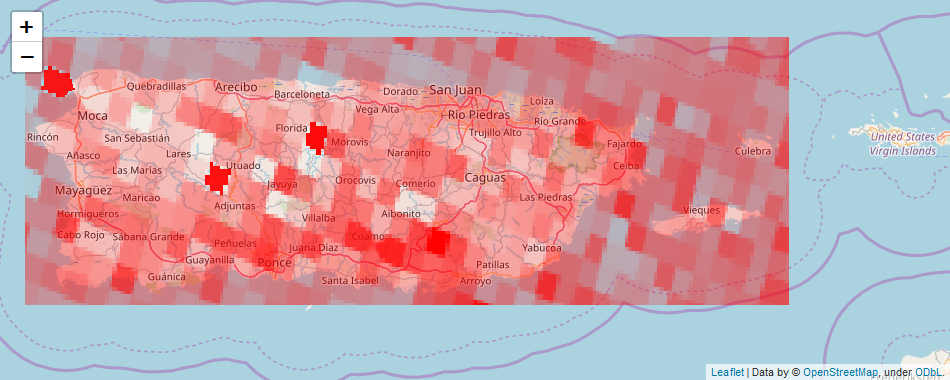 +
−
Quebradillas
Arecibo
Barceloneta
Dorado
San Juan
Moca
Vega Alta
Loíza
Río Piedras
Rio Grande
Rincón
San Sebastián
Florida
Morovis
Trujillo Alto
Fajardo
United States
Virgin Islands
Añasco
Lares
Naranjito
Culebra
Las Marías
Utuado
Ceiba
Mayagüez
Jayuya
Orocovis
Comerio
Caguas
Maricao
Adjuntas
Las Piedras
Hormigueros
Villalba
Aibonito
Vieques
Cabo Rojo
Sabana Grande
Peñuelas
Juana Díaz
Coamo
Yabucoa
Guayanilla
Ponce
Patillas
Guánica
Santa Isabel
Arroyo
Leaflet | Data by © OpenStreetMap, under ODbL.